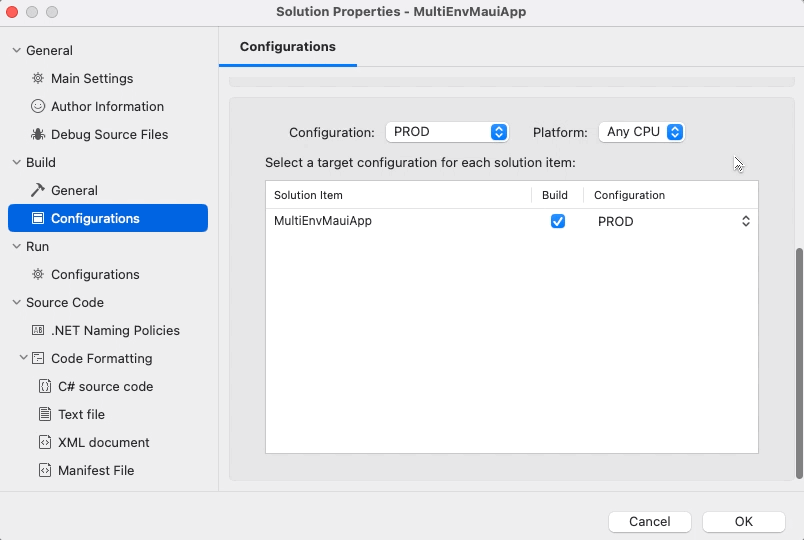 Solution Properties - MultiEnvMauiApp
General
Main Settings
Author Information
Debug Source Files
Build
General
Configurations
Run
Configurations
Source Code
.NET Naming Policies
Code Formatting
C# source code
Text file
XML document
Manifest File
Configurations
Configuration: PROD Platform: Any CPU
Select a target configuration for each solution item:
Solution Item Build Configuration
MultiEnvMauiApp PROD
Cancel OK